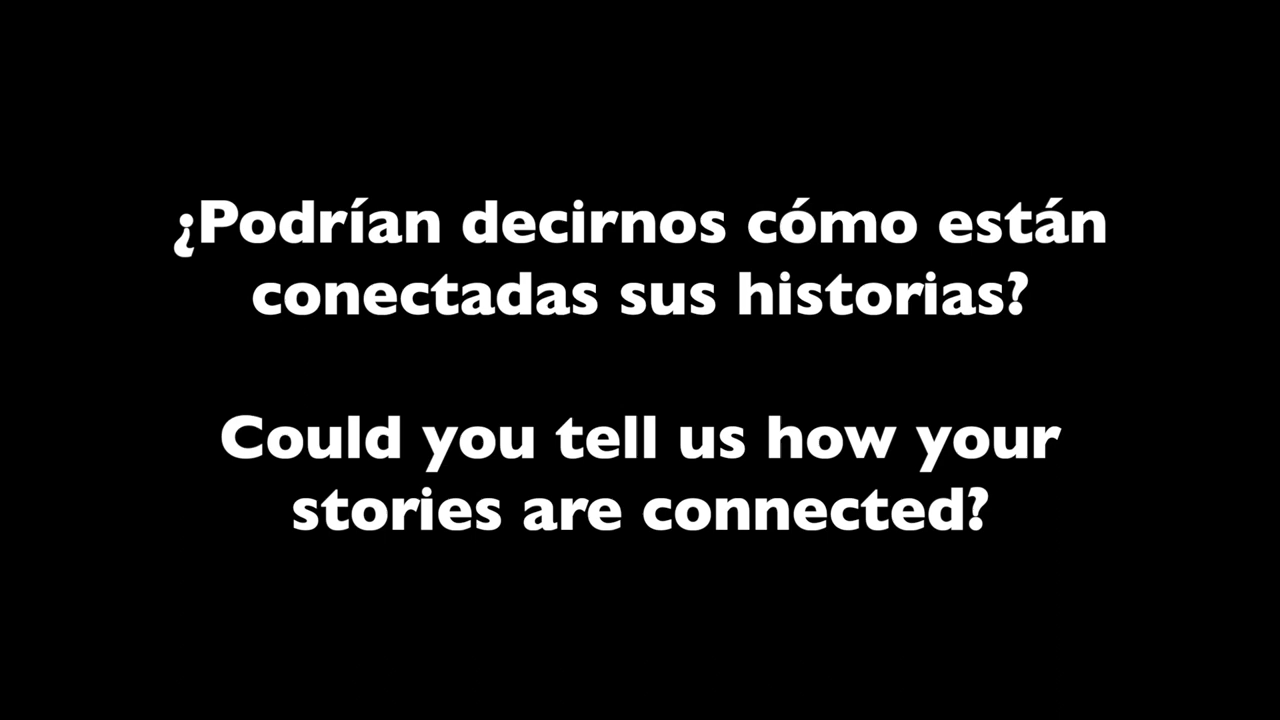 ¿Podrían decirnos cómo están
conectadas sus historias?
Could you tell us how your
stories are connected?